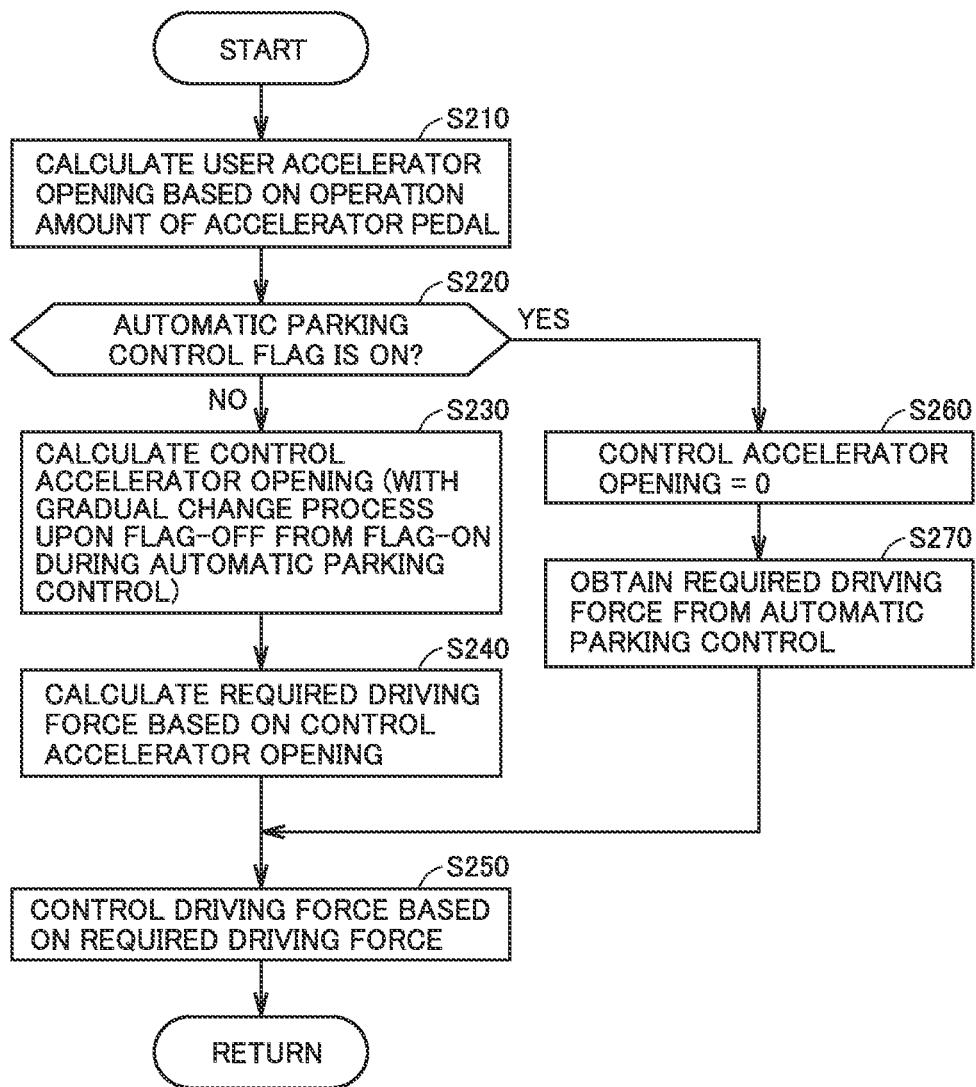 START
S210
CALCULATE USER ACCELERATOR
OPENING BASED ON OPERATION
AMOUNT OF ACCELERATOR PEDAL
S220
AUTOMATIC PARKING
CONTROL FLAG IS ON?
YES
NO
S230
CALCULATE CONTROL
ACCELERATOR OPENING (WITH
GRADUAL CHANGE PROCESS
UPON FLAG-OFF FROM FLAG-ON
DURING AUTOMATIC PARKING
CONTROL)
S260
CONTROL ACCELERATOR
OPENING = 0
S270
OBTAIN REQUIRED DRIVING
FORCE FROM AUTOMATIC
PARKING CONTROL
S240
CALCULATE REQUIRED DRIVING
FORCE BASED ON CONTROL
ACCELERATOR OPENING
S250
CONTROL DRIVING FORCE BASED
ON REQUIRED DRIVING FORCE
RETURN